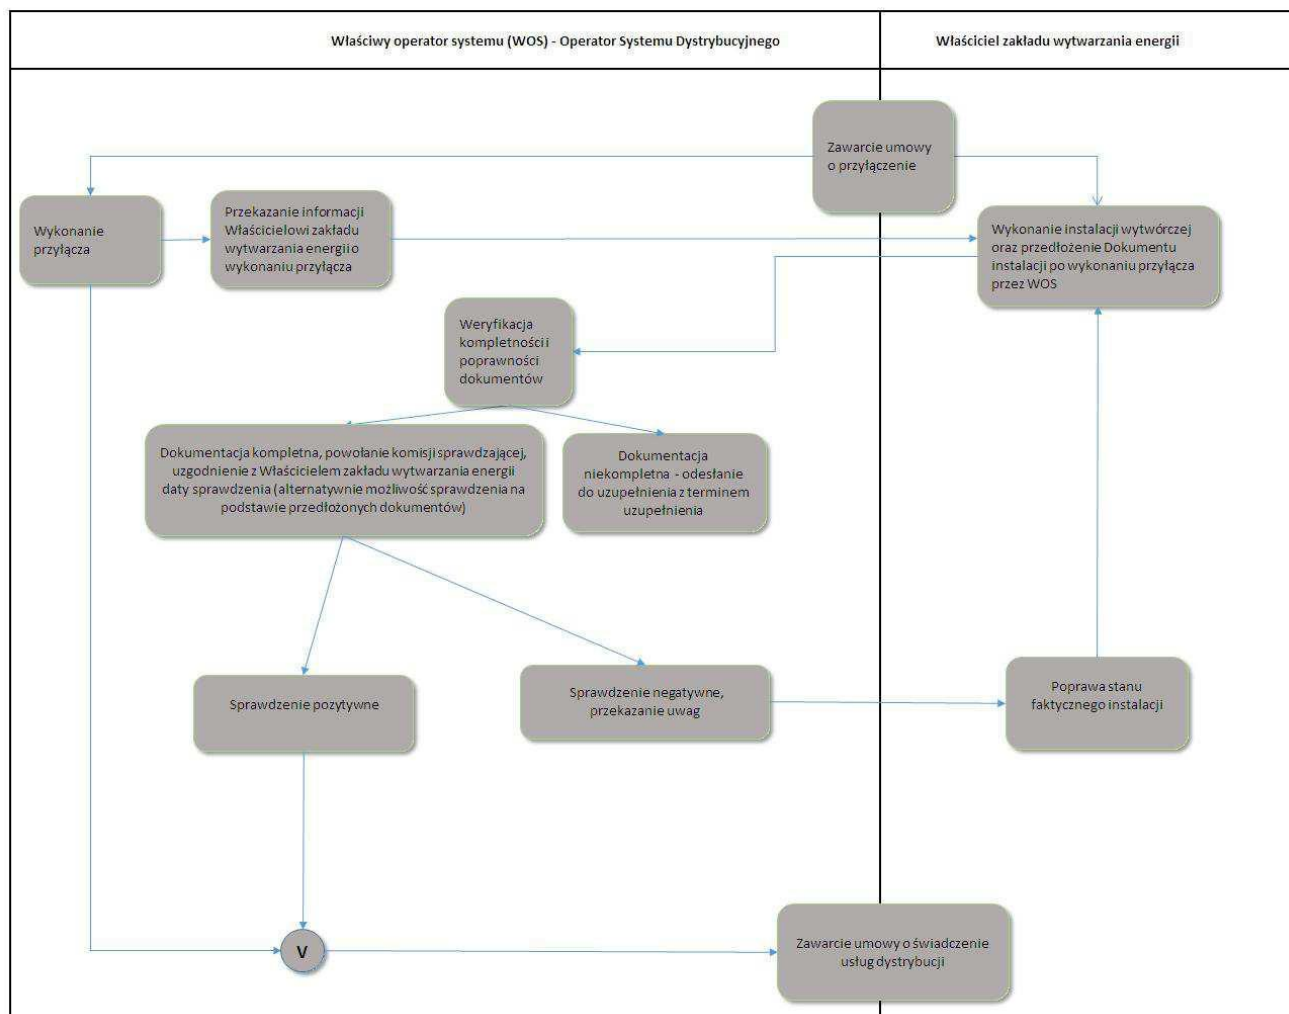 Właściwy operator systemu (WOS) - Operator Systemu Dystrybucyjnego
Właściciel zakładu wytwarzania energii
Zawarcie umowy
o przyłączenie
Wykonanie
przyłącza
Przekazanie informacji
Właścicielowi zakładu
wytwarzania energii o
wykonaniu przyłącza
Wykonanie instalacji wytwórczej
oraz przedłożenie Dokumentu
instalacji po wykonaniu przyłącza
przez WOS
Weryfikacja
kompletności i
poprawności
dokumentów
Dokumentacja kompletna, powołanie komisji sprawdzającej,
uzgodnienie z Właścicielem zakładu wytwarzania energii
daty sprawdzenia (alternatywnie możliwość sprawdzenia na
podstawie przedłożonych dokumentów)
Dokumentacja
niekompletna - odesłanie
do uzupełnienia z terminem
uzupełnienia
Sprawdzenie pozytywne
Sprawdzenie negatywne,
przekazanie uwag
Poprawa stanu
faktycznego instalacji
V
Zawarcie umowy o świadczenie
usług dystrybucji